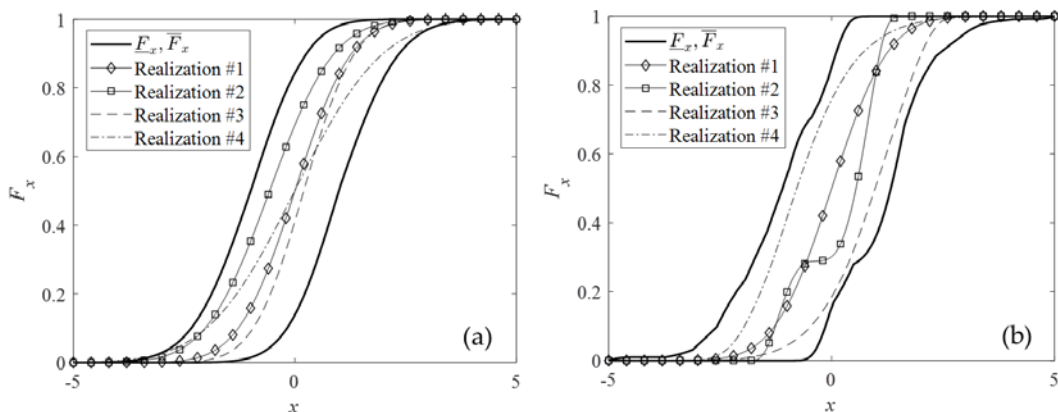 1
0.8
0.6
0.4
0.2
0
F_x
-5
0
5
x
F_x, F̅_x
Realization #1
Realization #2
Realization #3
Realization #4
(a)
1
0.8
0.6
0.4
0.2
0
F_x
-5
0
5
x
F_x, F̅_x
Realization #1
Realization #2
Realization #3
Realization #4
(b)